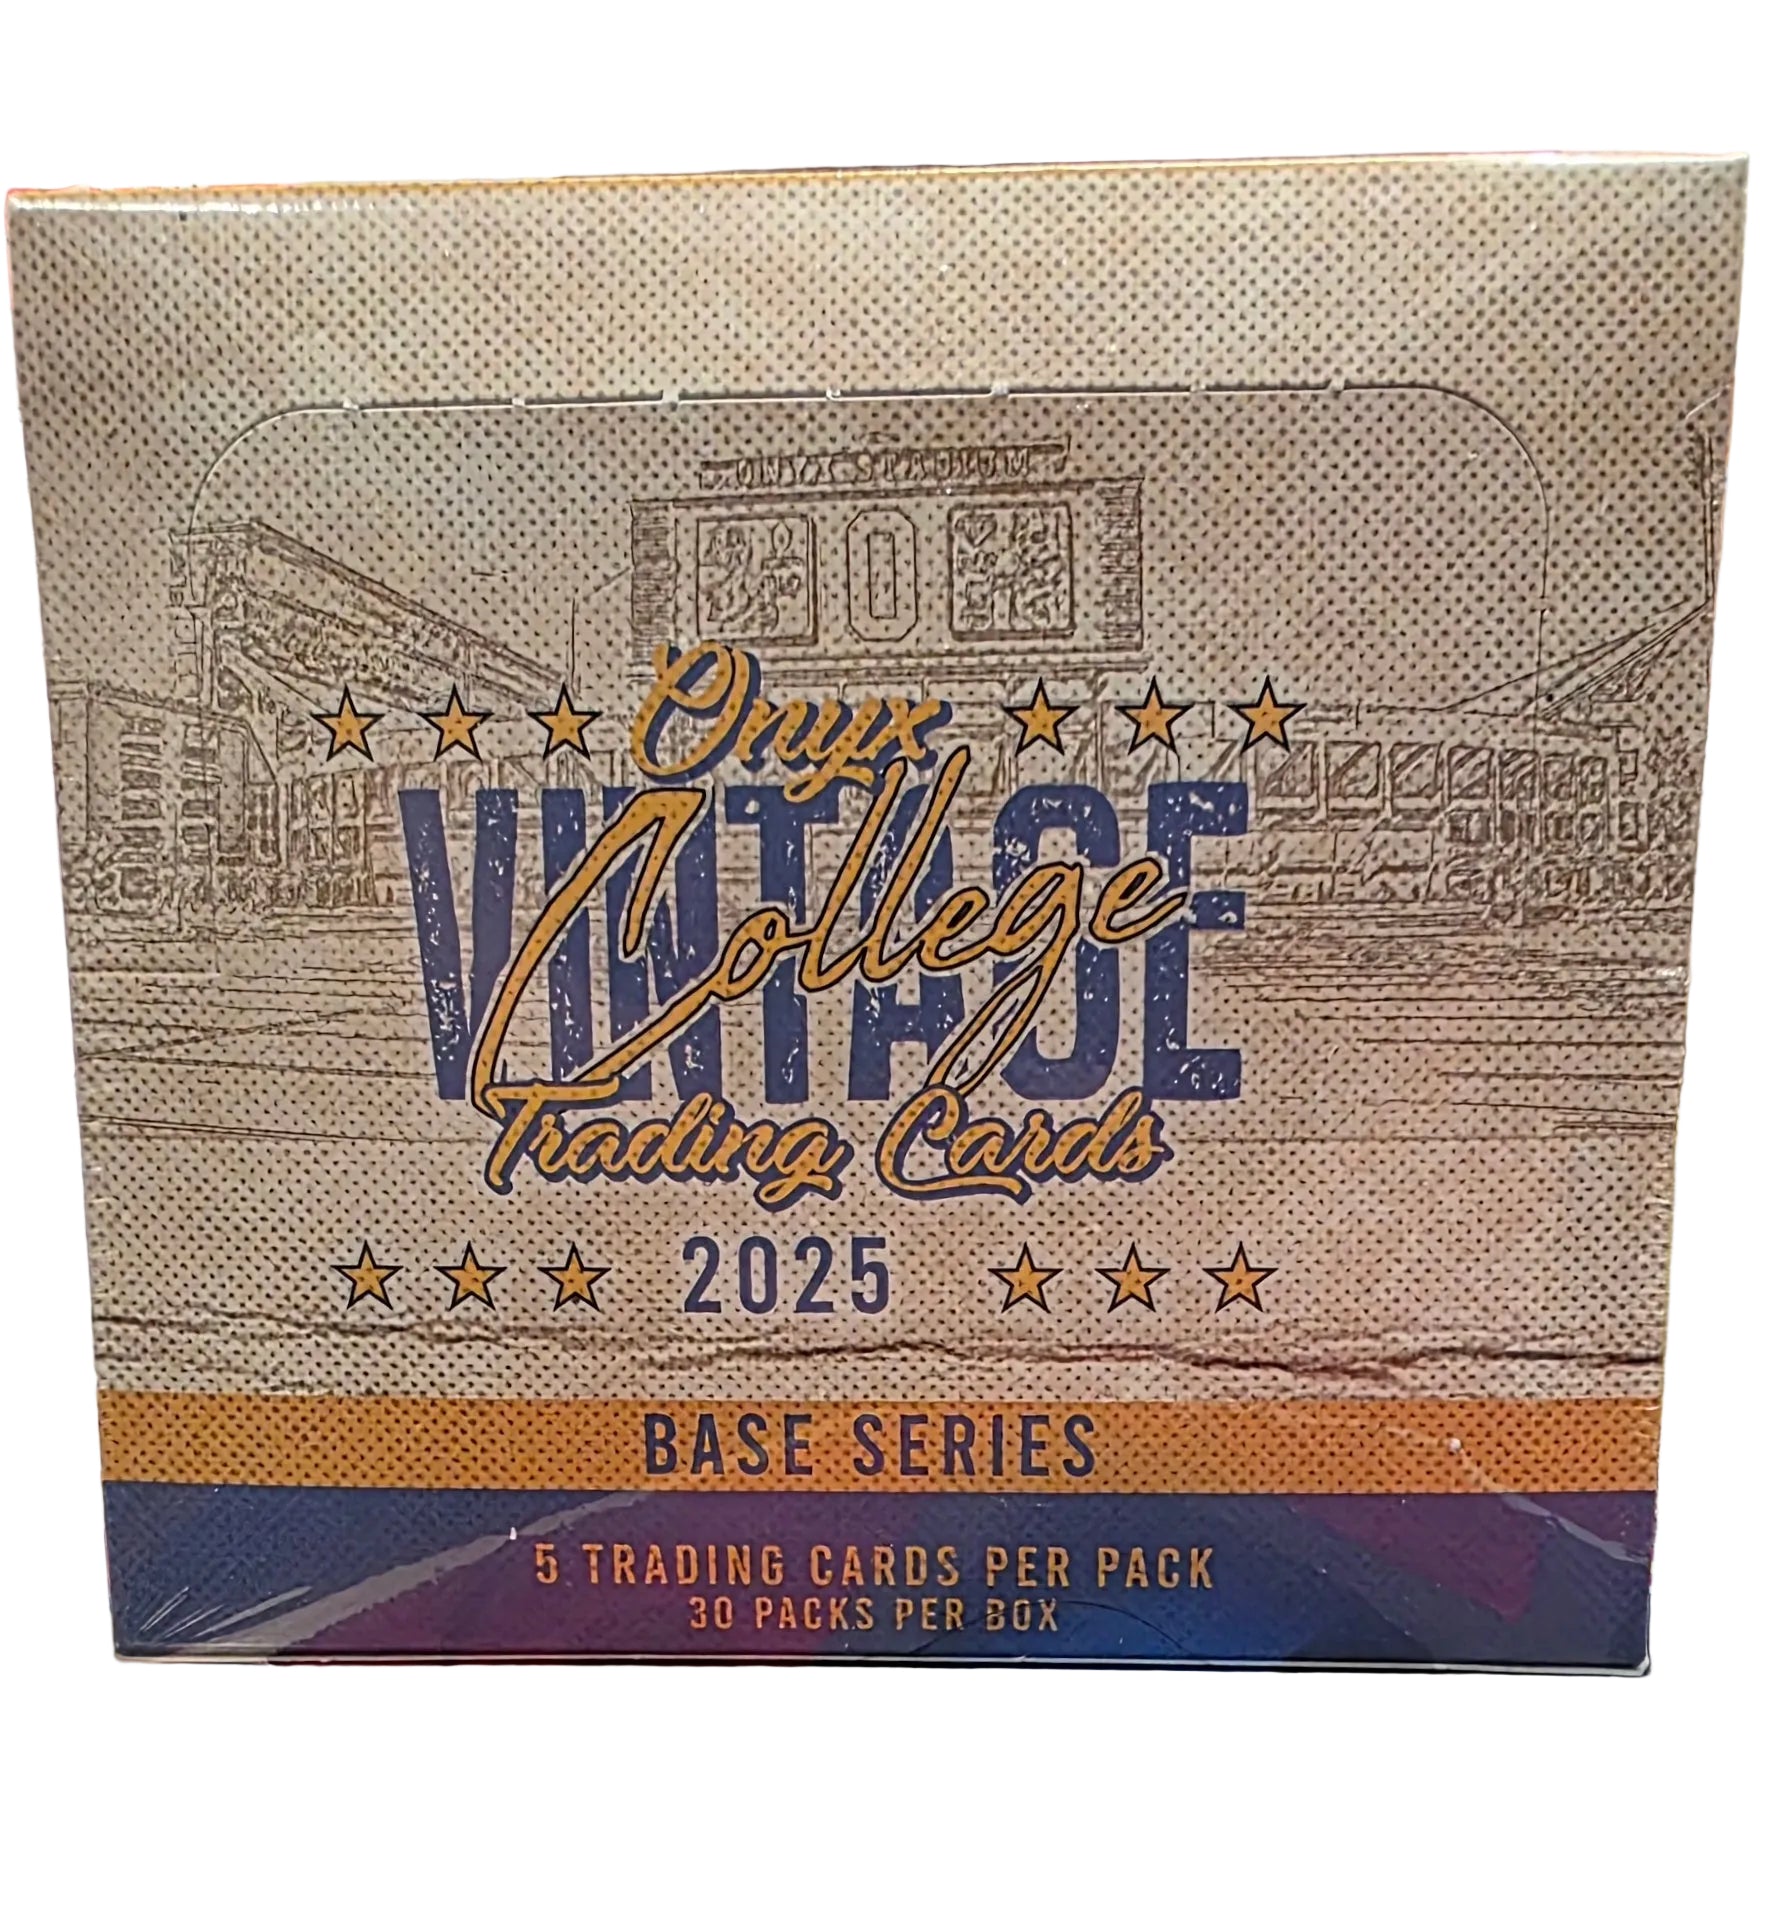 ONYX STADIUM
O
Onyx
VINTAGE
College
Trading Cards
2025
BASE SERIES
5 TRADING CARDS PER PACK
30 PACKS PER BOX